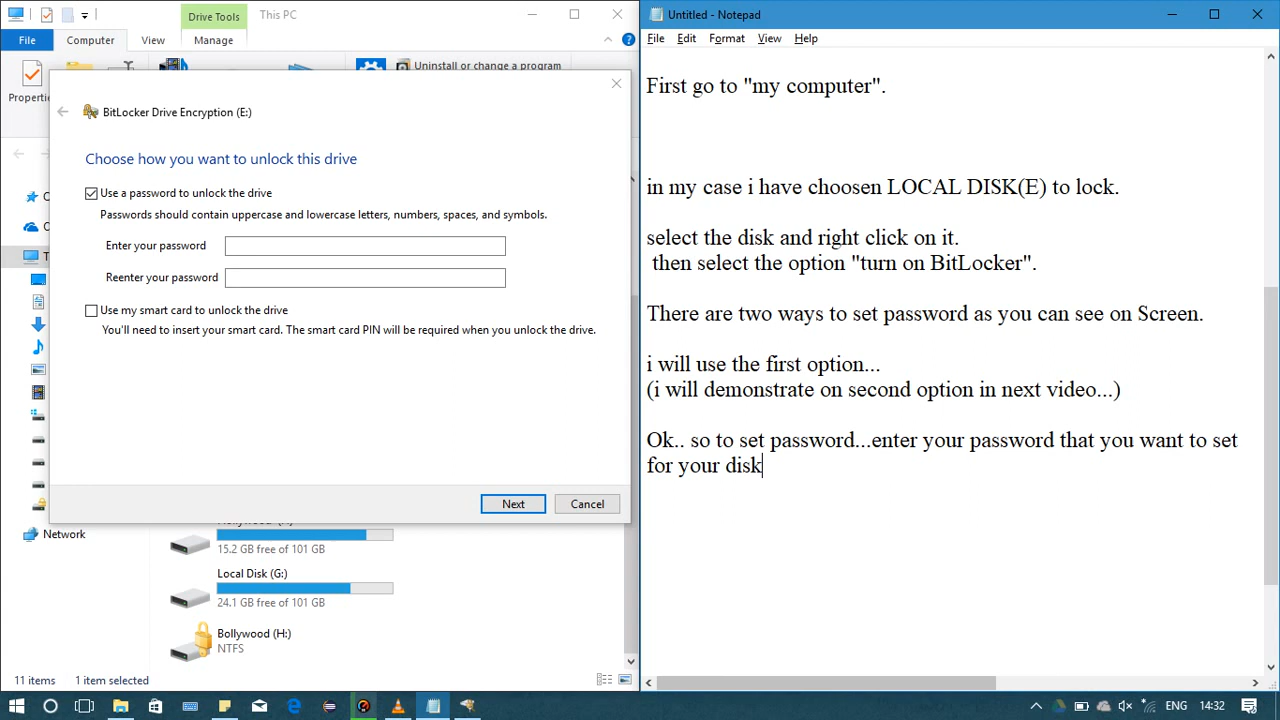 Drive Tools
This PC
File
Computer
View
Manage
Uninstall or change a program
BitLocker Drive Encryption (E:)
Choose how you want to unlock this drive
Use a password to unlock the drive
Passwords should contain uppercase and lowercase letters, numbers, spaces, and symbols.
Enter your password
Reenter your password
Use my smart card to unlock the drive
You'll need to insert your smart card. The smart card PIN will be required when you unlock the drive.
Next
Cancel
Network
15.2 GB free of 101 GB
Local Disk (G:)
24.1 GB free of 101 GB
Bollywood (H:)
NTFS
11 items
1 item selected
Untitled - Notepad
File
Edit
Format
View
Help
First go to "my computer".
in my case i have choosen LOCAL DISK(E) to lock.
select the disk and right click on it.
then select the option "turn on BitLocker".
There are two ways to set password as you can see on Screen.
i will use the first option...
(i will demonstrate on second option in next video...)
Ok.. so to set password...enter your password that you want to set
for your disk
ENG
14:32